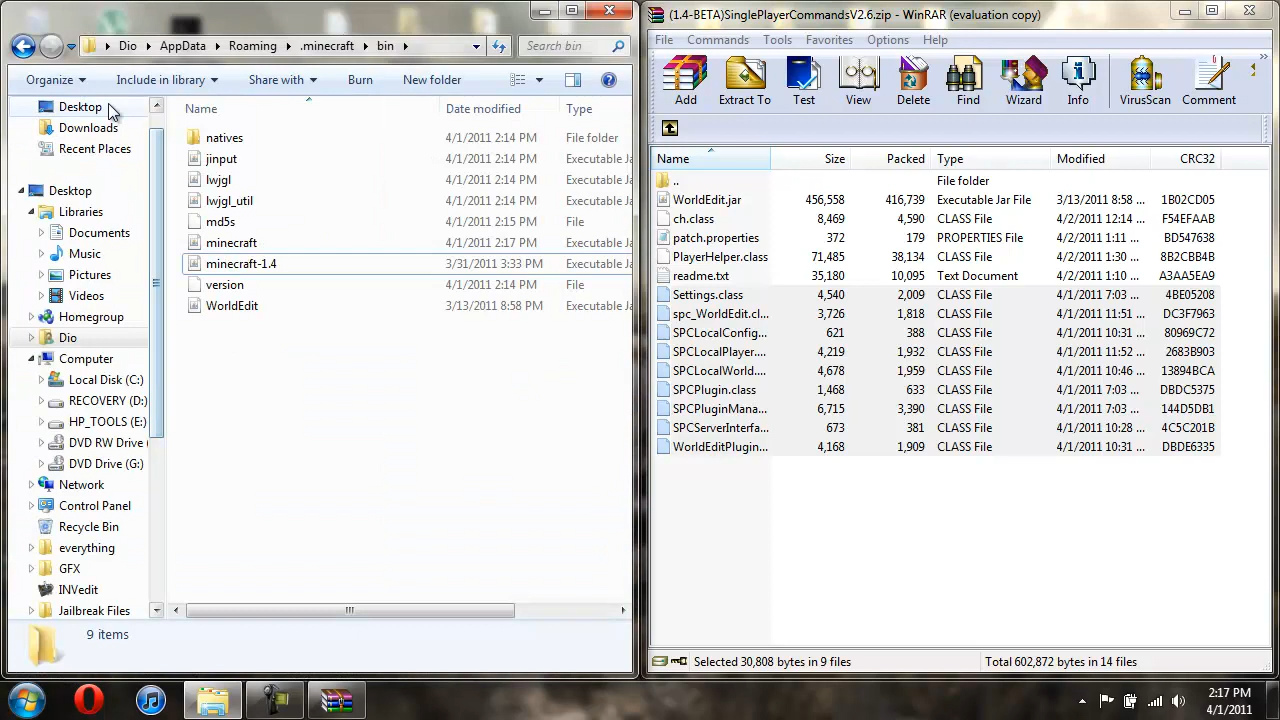 Dio ▸ AppData ▸ Roaming ▸ .minecraft ▸ bin ▸
Search bin
Organize
Include in library
Share with
Burn
New folder
Desktop
Downloads
Recent Places
Desktop
Libraries
Documents
Music
Pictures
Videos
Homegroup
Dio
Computer
Local Disk (C:)
RECOVERY (D:)
HP_TOOLS (E:)
DVD RW Drive (
DVD Drive (G:)
Network
Control Panel
Recycle Bin
everything
GFX
INVedit
Jailbreak Files
Name Date modified Type
natives 4/1/2011 2:14 PM File folder
jinput 4/1/2011 2:14 PM Executable Ja
lwjgl 4/1/2011 2:14 PM Executable Ja
lwjgl_util 4/1/2011 2:14 PM Executable Ja
md5s 4/1/2011 2:15 PM File
minecraft 4/1/2011 2:17 PM Executable Ja
minecraft-1.4 3/31/2011 3:33 PM Executable Ja
version 4/1/2011 2:14 PM File
WorldEdit 3/13/2011 8:58 PM Executable Ja
9 items
(1.4-BETA)SinglePlayerCommandsV2.6.zip - WinRAR (evaluation copy)
File Commands Tools Favorites Options Help
Add Extract To Test View Delete Find Wizard Info VirusScan Comment
Name Size Packed Type Modified CRC32
.. File folder
WorldEdit.jar 456,558 416,739 Executable Jar File 3/13/2011 8:58 ... 1B02CD05
ch.class 8,469 4,590 CLASS File 4/2/2011 12:14 ... F54EFAAB
patch.properties 372 179 PROPERTIES File 4/2/2011 1:11 ... BD547638
PlayerHelper.class 71,485 38,134 CLASS File 4/2/2011 1:30 ... 8B2CBB4B
readme.txt 35,180 10,095 Text Document 4/2/2011 1:10 ... A3AA5EA9
Settings.class 4,540 2,009 CLASS File 4/1/2011 7:03 ... 4BE05208
spc_WorldEdit.cl... 3,726 1,818 CLASS File 4/1/2011 11:51 ... DC3F7963
SPCLocalConfig... 621 388 CLASS File 4/1/2011 10:31 ... 80969C72
SPCLocalPlayer.... 4,219 1,932 CLASS File 4/1/2011 11:52 ... 2693B903
SPCLocalWorld.... 4,678 1,959 CLASS File 4/1/2011 10:46 ... 13894BCA
SPCPlugin.class 1,468 633 CLASS File 4/1/2011 7:03 ... DBDC5375
SPCPluginMana... 6,715 3,390 CLASS File 4/1/2011 7:03 ... 144D5DB1
SPCServerInterfa... 673 381 CLASS File 4/1/2011 10:28 ... 4C5C201B
WorldEditPlugin... 4,168 1,909 CLASS File 4/1/2011 10:31 ... DBDE6335
Selected 30,808 bytes in 9 files
Total 602,872 bytes in 14 files
2:17 PM
4/1/2011